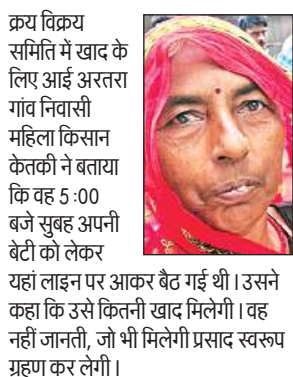 क्रय विक्रय
समिति में खाद के
लिए आई अरतरा
गांव निवासी
महिला किसान
केतकी ने बताया
कि वह 5:00
बजे सुबह अपनी
बेटी को लेकर
यहां लाइन पर आकर बैठ गई थी। उसने
कहा कि उसे कितनी खाद मिलेगी। वह
नहीं जानती, जो भी मिलेगी प्रसाद स्वरूप
ग्रहण कर लेगी।